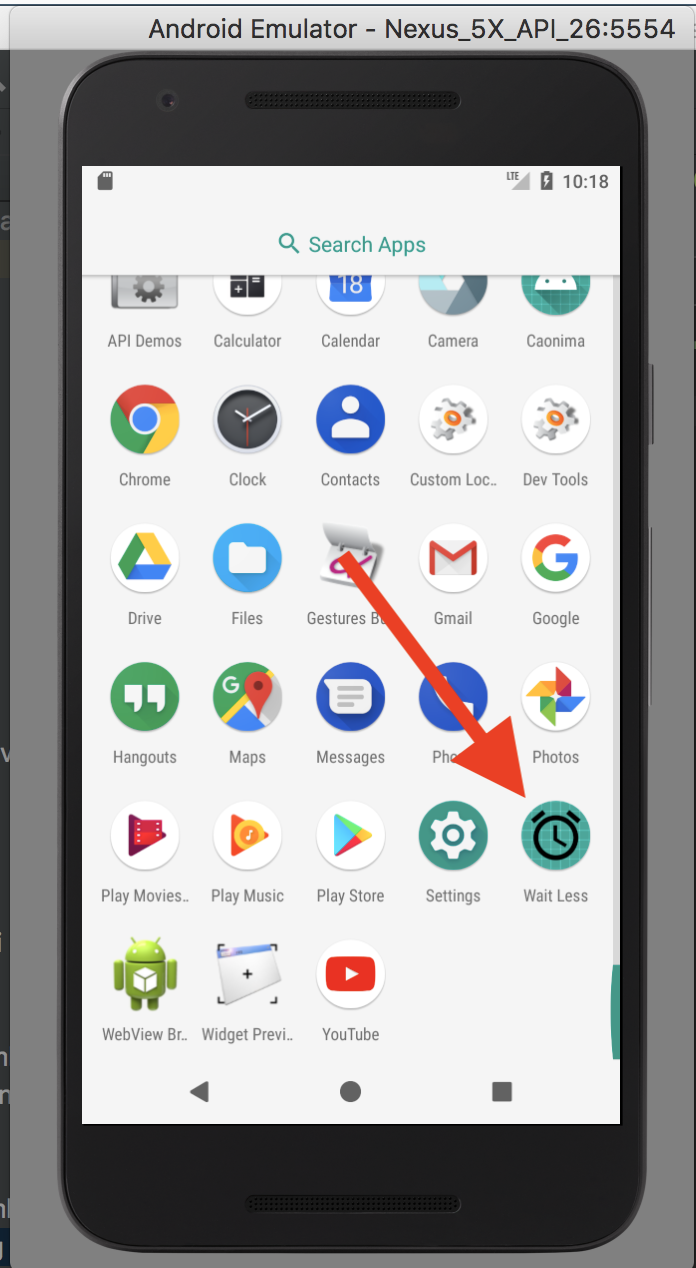 Android Emulator - Nexus_5X_API_26:5554
LTE 10:18
Search Apps
18
API Demos Calculator Calendar Camera Caonima
Chrome Clock Contacts Custom Loc.. Dev Tools
Drive Files Gestures Gmail Google
G
Hangouts Maps Messages Photos
Play Movies.. Play Music Play Store Settings Wait Less
WebView Br.. Widget Previ.. YouTube